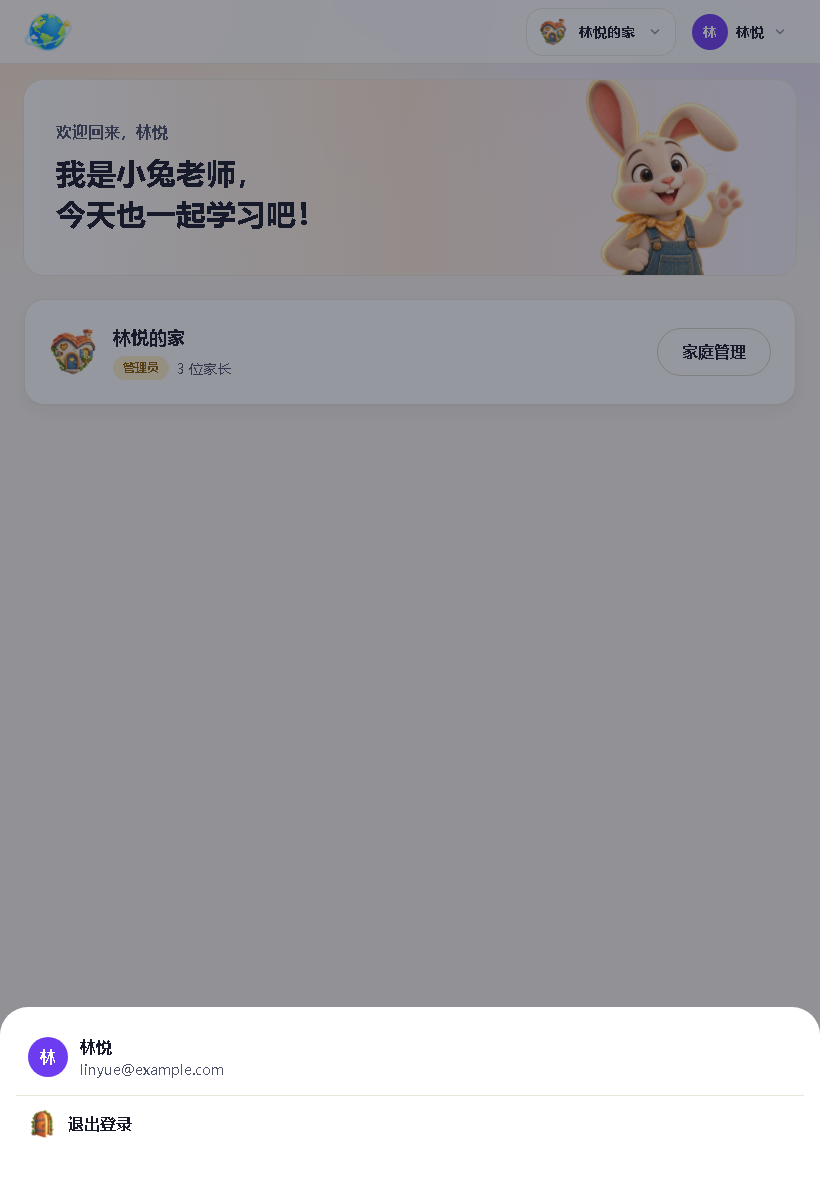 林悦的家
林 林悦
欢迎回来，林悦
我是小兔老师，
今天也一起学习吧！
林悦的家
管理员 3 位家长
家庭管理
林 林悦
linyue@example.com
退出登录